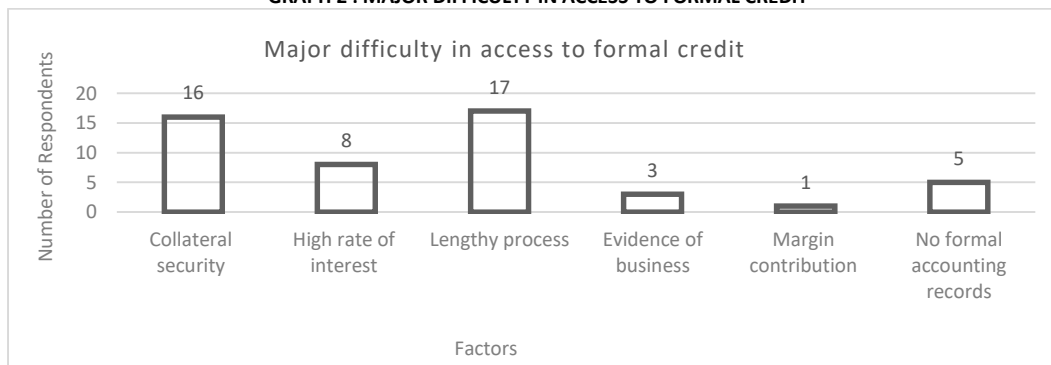 Major difficulty in access to formal credit
Number of Respondents
20
15
10
5
0
16
8
17
3
1
5
Collateral security
High rate of interest
Lengthy process
Evidence of business
Margin contribution
No formal accounting records
Factors